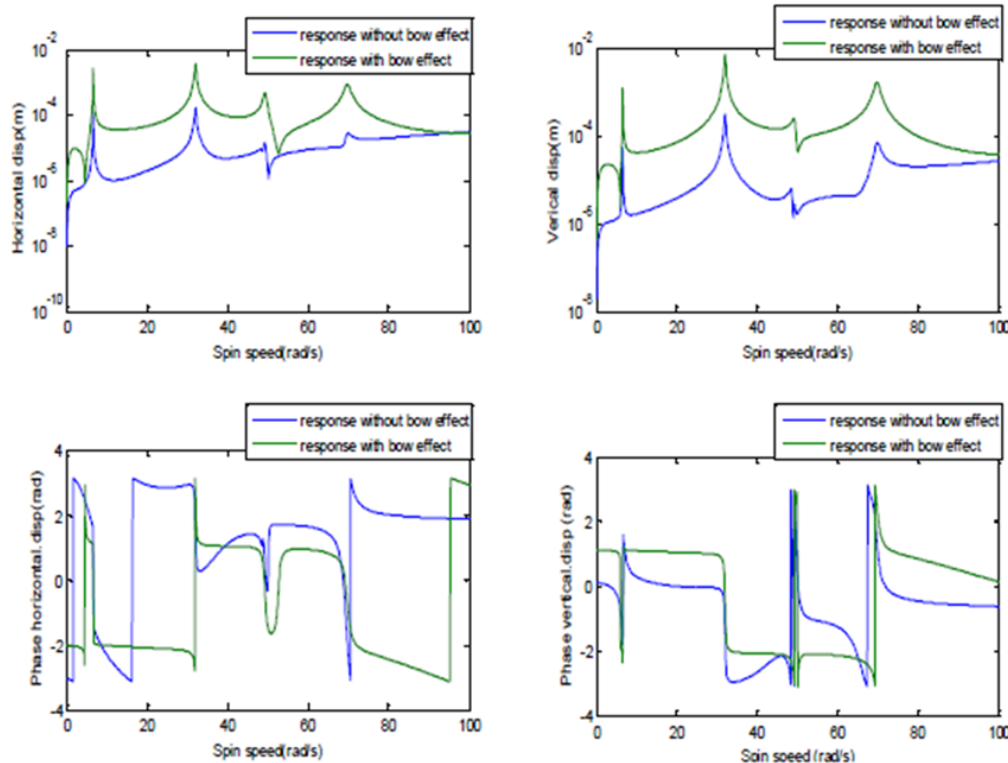 response without bow effect
response with bow effect
10^-2
10^-4
10^-6
10^-8
10^-10
Horizontal disp(m)
0 20 40 60 80 100
Spin speed(rad/s)
response without bow effect
response with bow effect
10^-2
10^-4
10^-6
10^-8
Verical disp(m)
0 20 40 60 80 100
Spin speed(rad/s)
response without bow effect
response with bow effect
4
2
0
-2
-4
Phase horizontal.disp(rad)
0 20 40 60 80 100
Spin speed(rad/s)
response without bow effect
response with bow effect
4
2
0
-2
-4
Phase vertical.disp (rad)
0 20 40 60 80 100
Spin speed (rad/s)